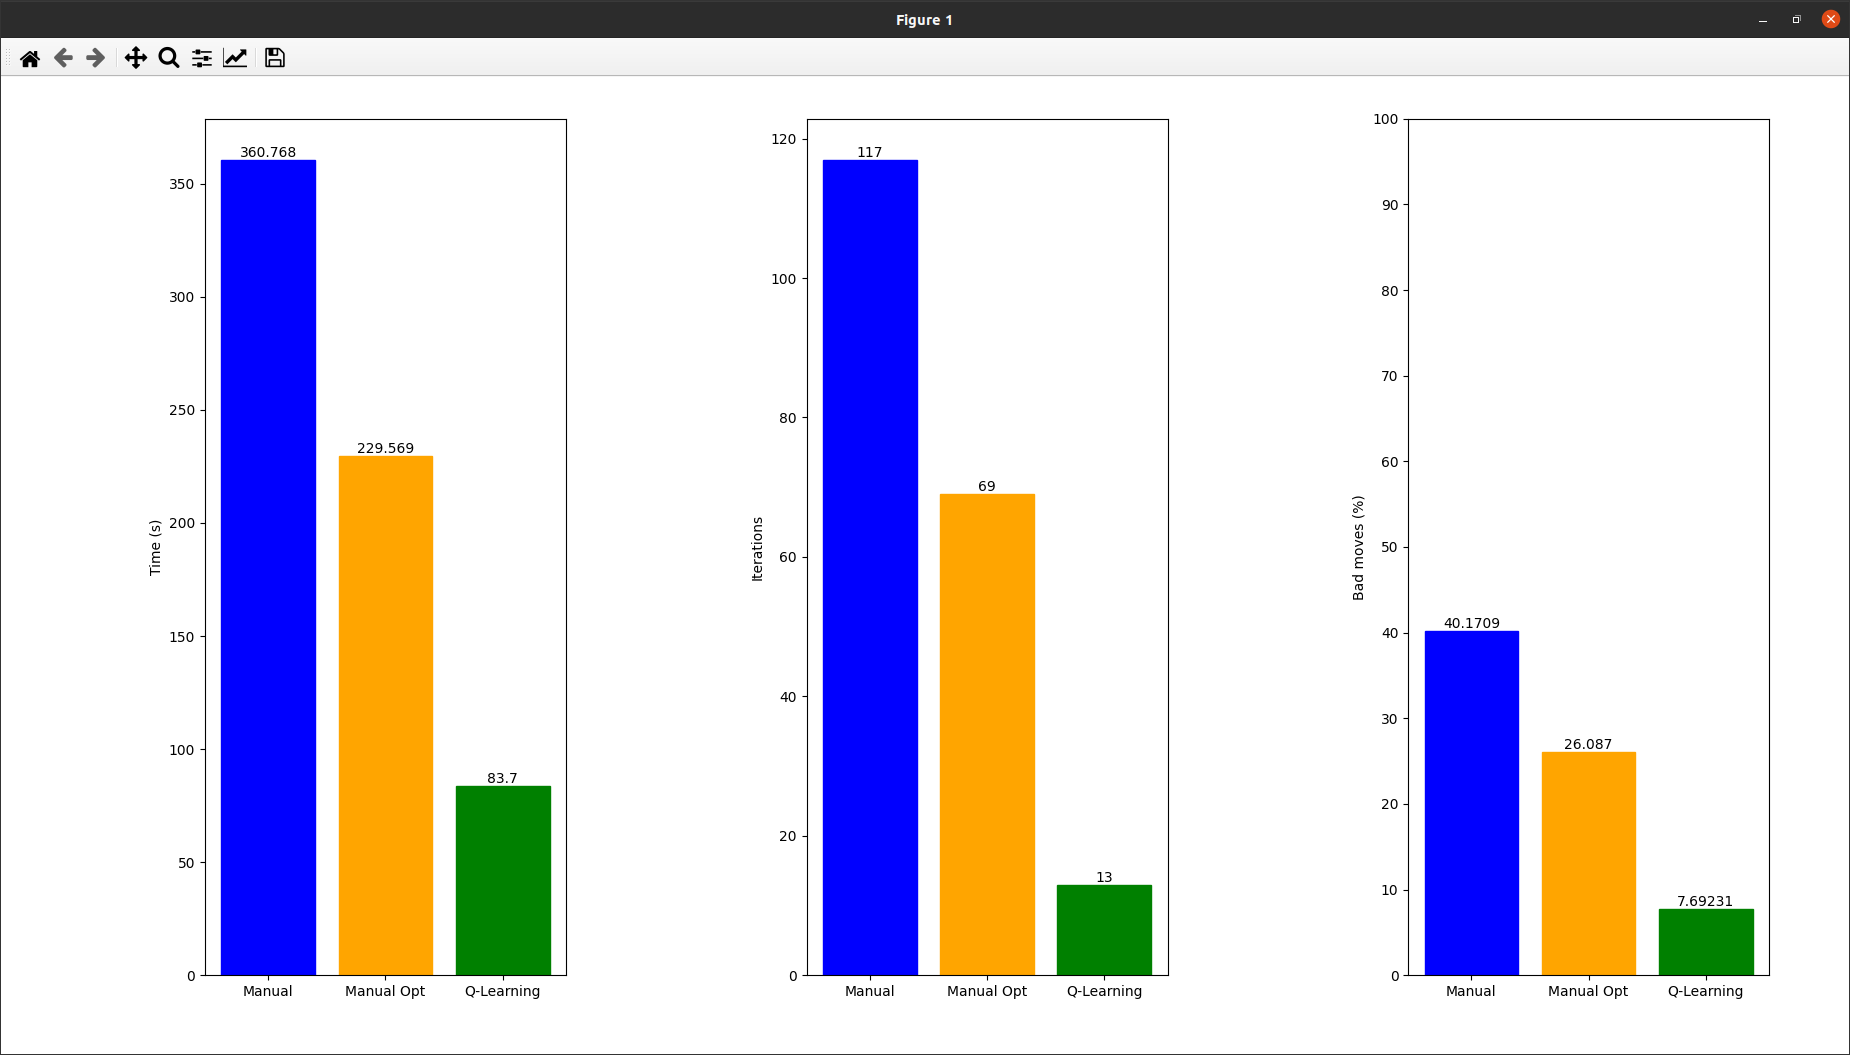 Figure 1
360.768
229.569
83.7
350
300
250
200
150
100
50
0
Time (s)
Manual
Manual Opt
Q-Learning
117
69
13
120
100
80
60
40
20
0
Iterations
Manual
Manual Opt
Q-Learning
40.1709
26.087
7.69231
100
90
80
70
60
50
40
30
20
10
0
Bad moves (%)
Manual
Manual Opt
Q-Learning